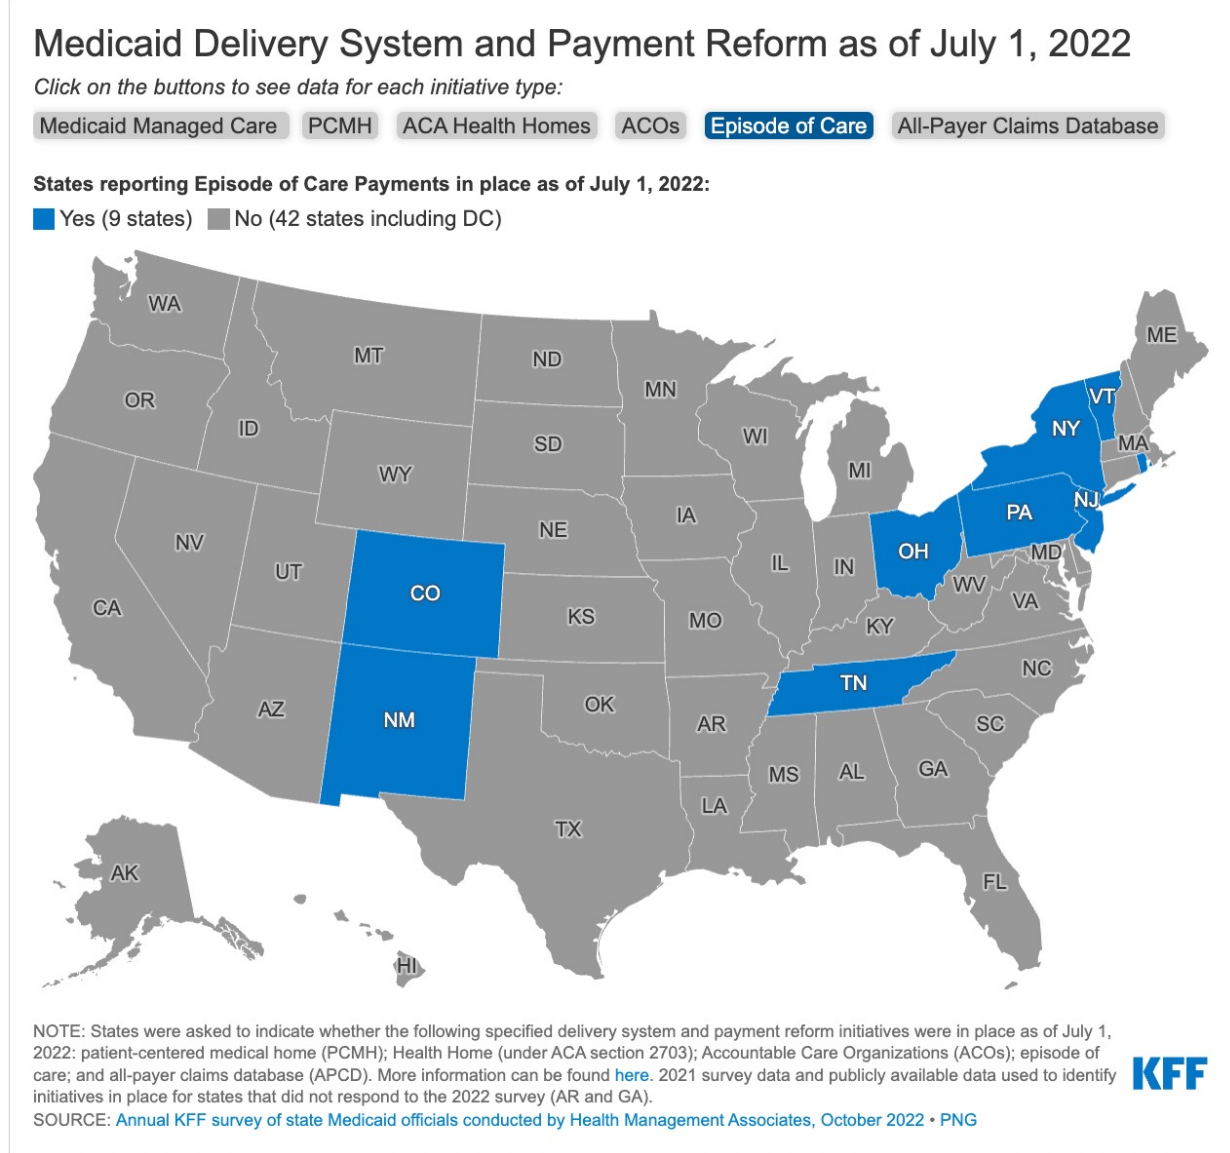 Medicaid Delivery System and Payment Reform as of July 1, 2022
Click on the buttons to see data for each initiative type:
Medicaid Managed Care PCMH ACA Health Homes ACOs Episode of Care All-Payer Claims Database
States reporting Episode of Care Payments in place as of July 1, 2022:
Yes (9 states) No (42 states including DC)
WA
ME
MT
ND
OR
MN
VT
ID
NY
SD
WI
MA
MI
WY
NJ
PA
IA
NE
NV
OH
MD
IL
IN
UT
WV
CO
VA
CA
KS
MO
KY
NC
TN
OK
AZ
NM
AR
SC
GA
AL
MS
LA
TX
AK
FL
HI
NOTE: States were asked to indicate whether the following specified delivery system and payment reform initiatives were in place as of July 1,
2022: patient-centered medical home (PCMH); Health Home (under ACA section 2703); Accountable Care Organizations (ACOs); episode of
care; and all-payer claims database (APCD). More information can be found here. 2021 survey data and publicly available data used to identify
initiatives in place for states that did not respond to the 2022 survey (AR and GA).
SOURCE: Annual KFF survey of state Medicaid officials conducted by Health Management Associates, October 2022 • PNG
KFF